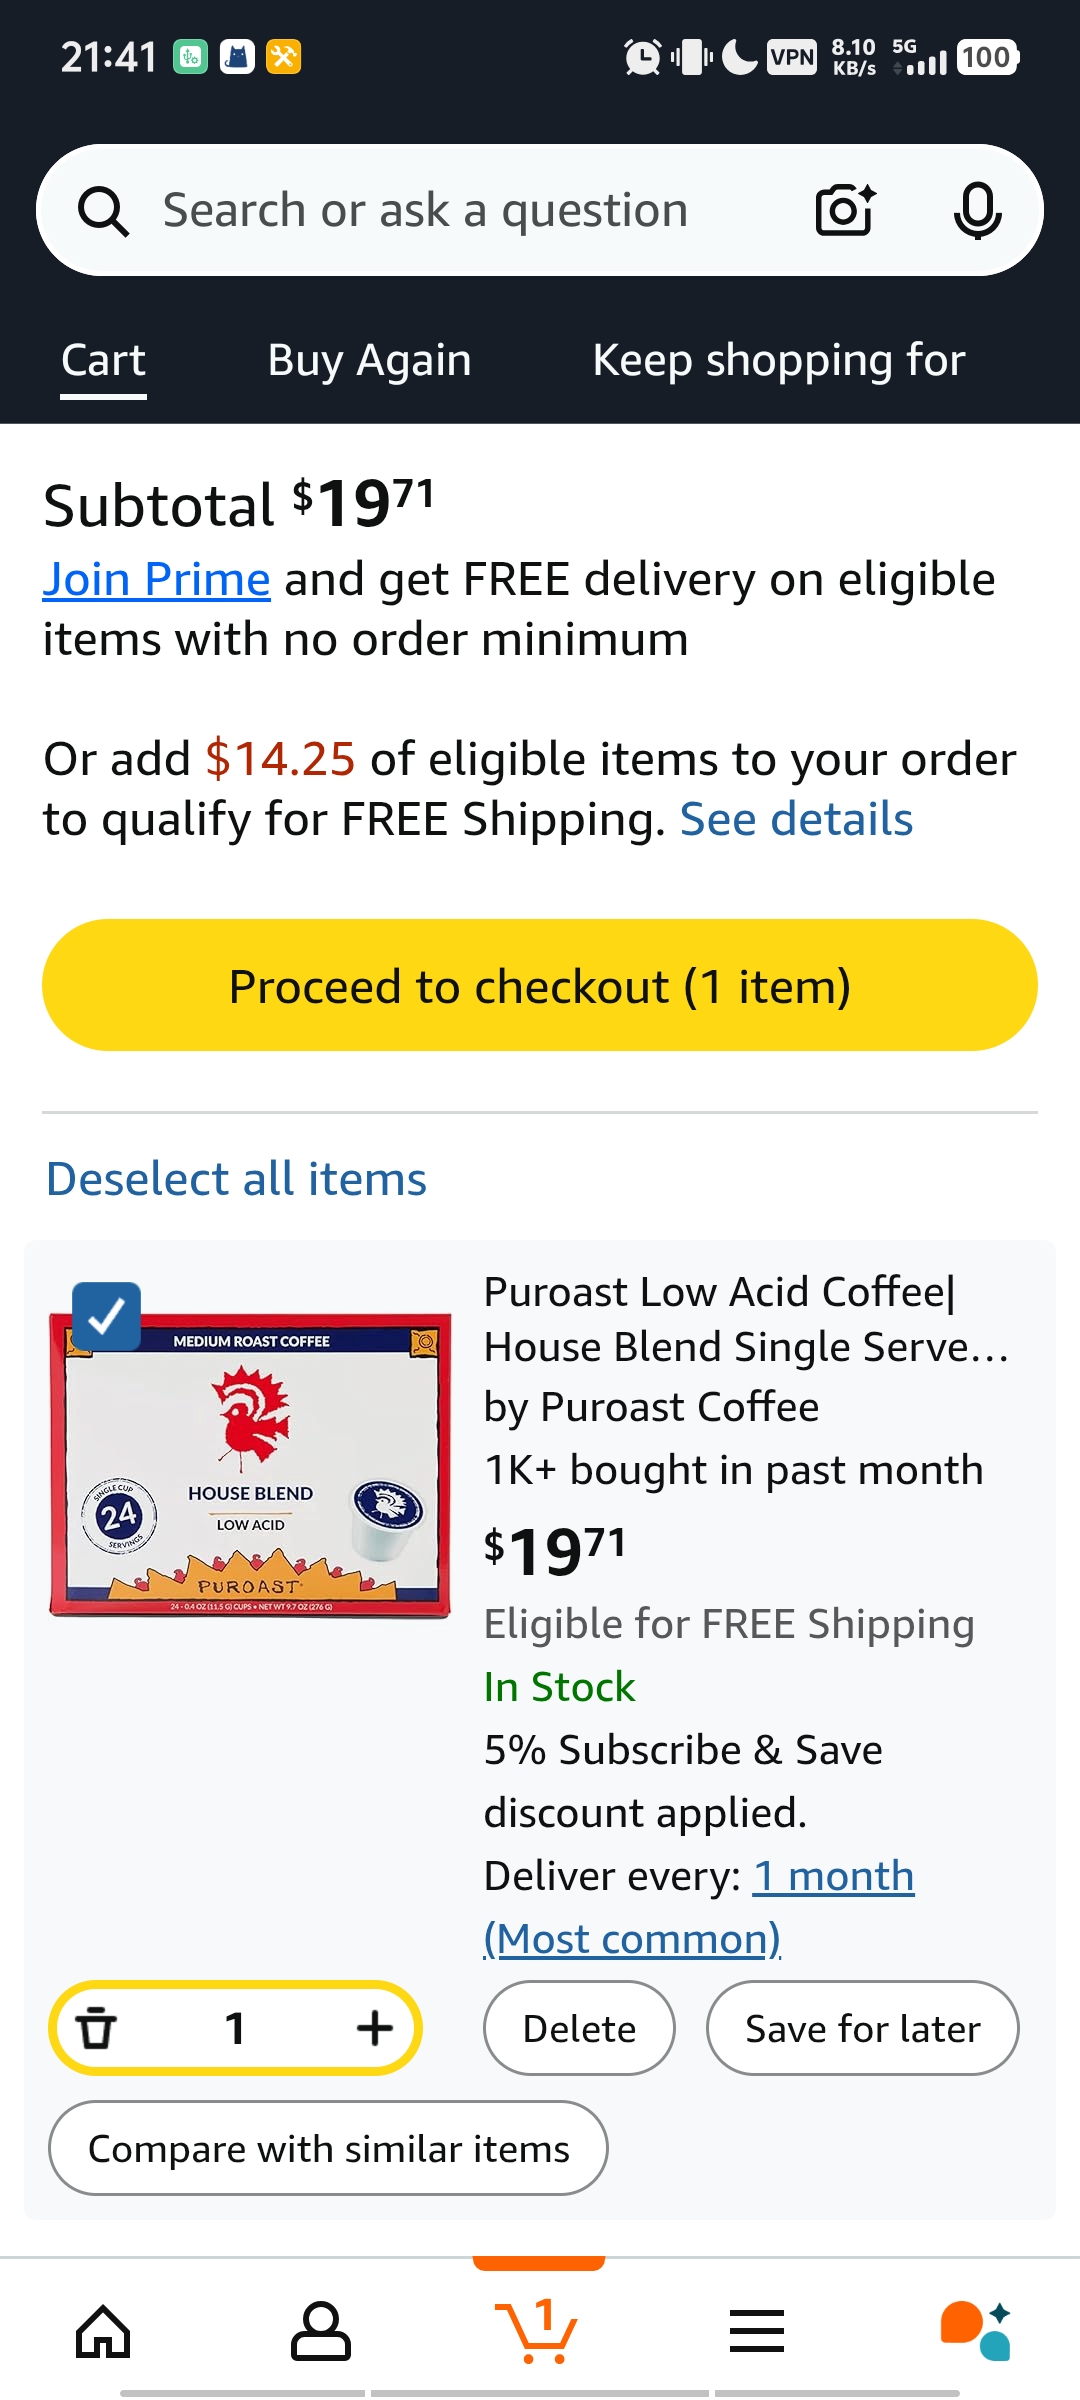 21:41
VPN
8.10 KB/s
5G
100
Search or ask a question
Cart Buy Again Keep shopping for
Subtotal $19 71
Join Prime and get FREE delivery on eligible
items with no order minimum
Or add $14.25 of eligible items to your order
to qualify for FREE Shipping. See details
Proceed to checkout (1 item)
Deselect all items
MEDIUM ROAST COFFEE
HOUSE BLEND
LOW ACID
SINGLE CUP
24
SERVINGS
PUROAST
24 - 0.4 OZ (11.5 G) CUPS • NET WT 9.7 OZ (276 G)
Puroast Low Acid Coffee|
House Blend Single Serve...
by Puroast Coffee
1K+ bought in past month
$19 71
Eligible for FREE Shipping
In Stock
5% Subscribe & Save
discount applied.
Deliver every: 1 month
(Most common)
1
Delete
Save for later
Compare with similar items
1